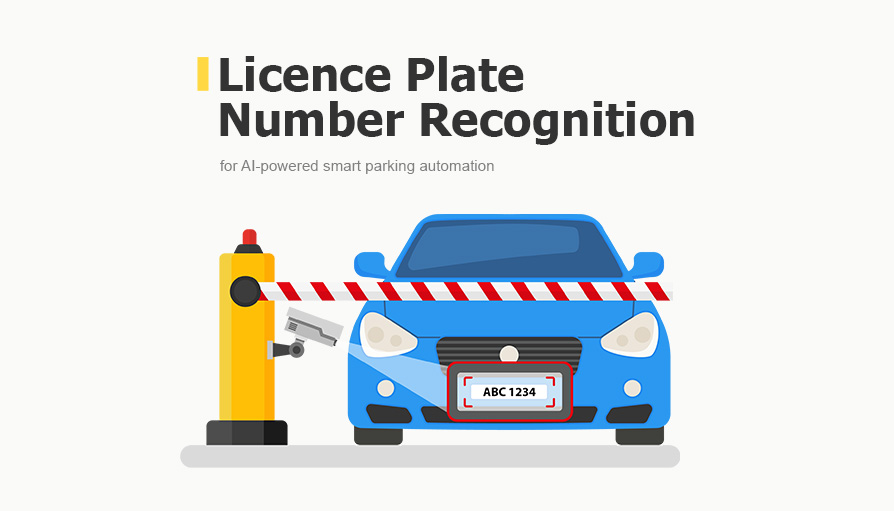 Licence Plate
Number Recognition
for AI-powered smart parking automation
ABC 1234